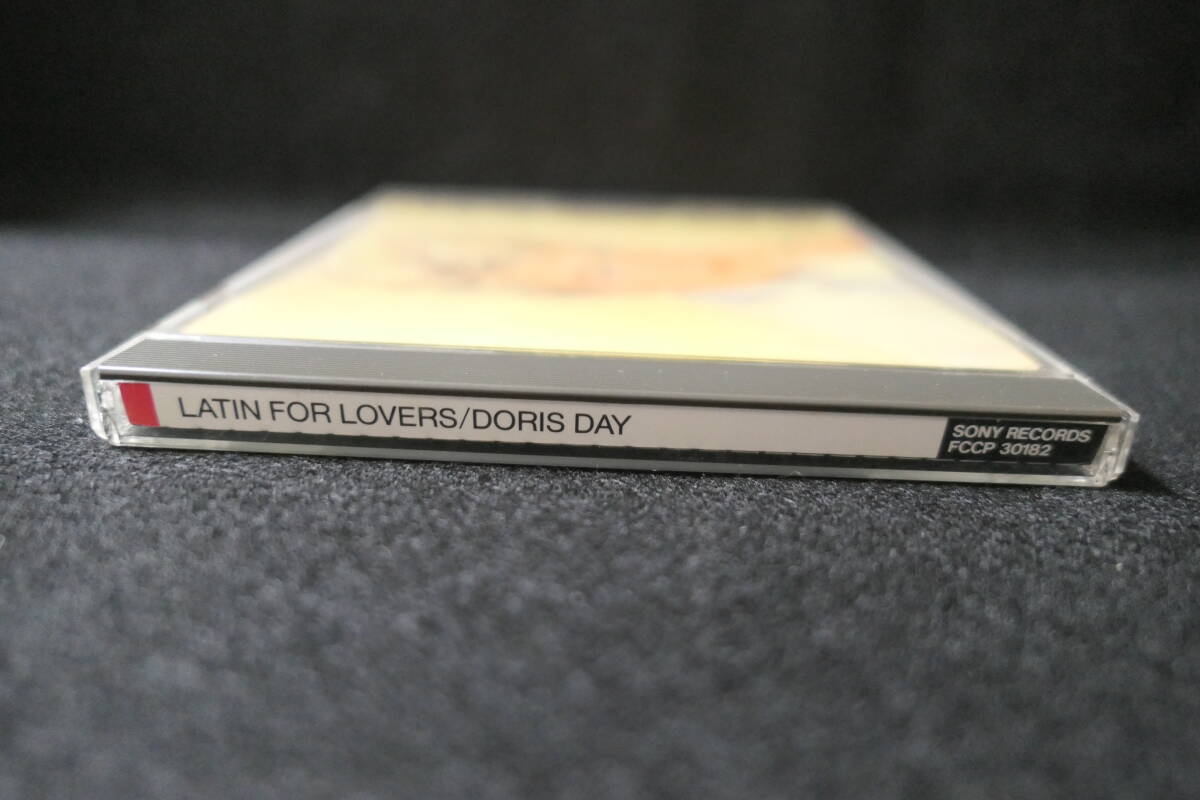 LATIN FOR LOVERS/DORIS DAY
SONY RECORDS
FCCP 30182